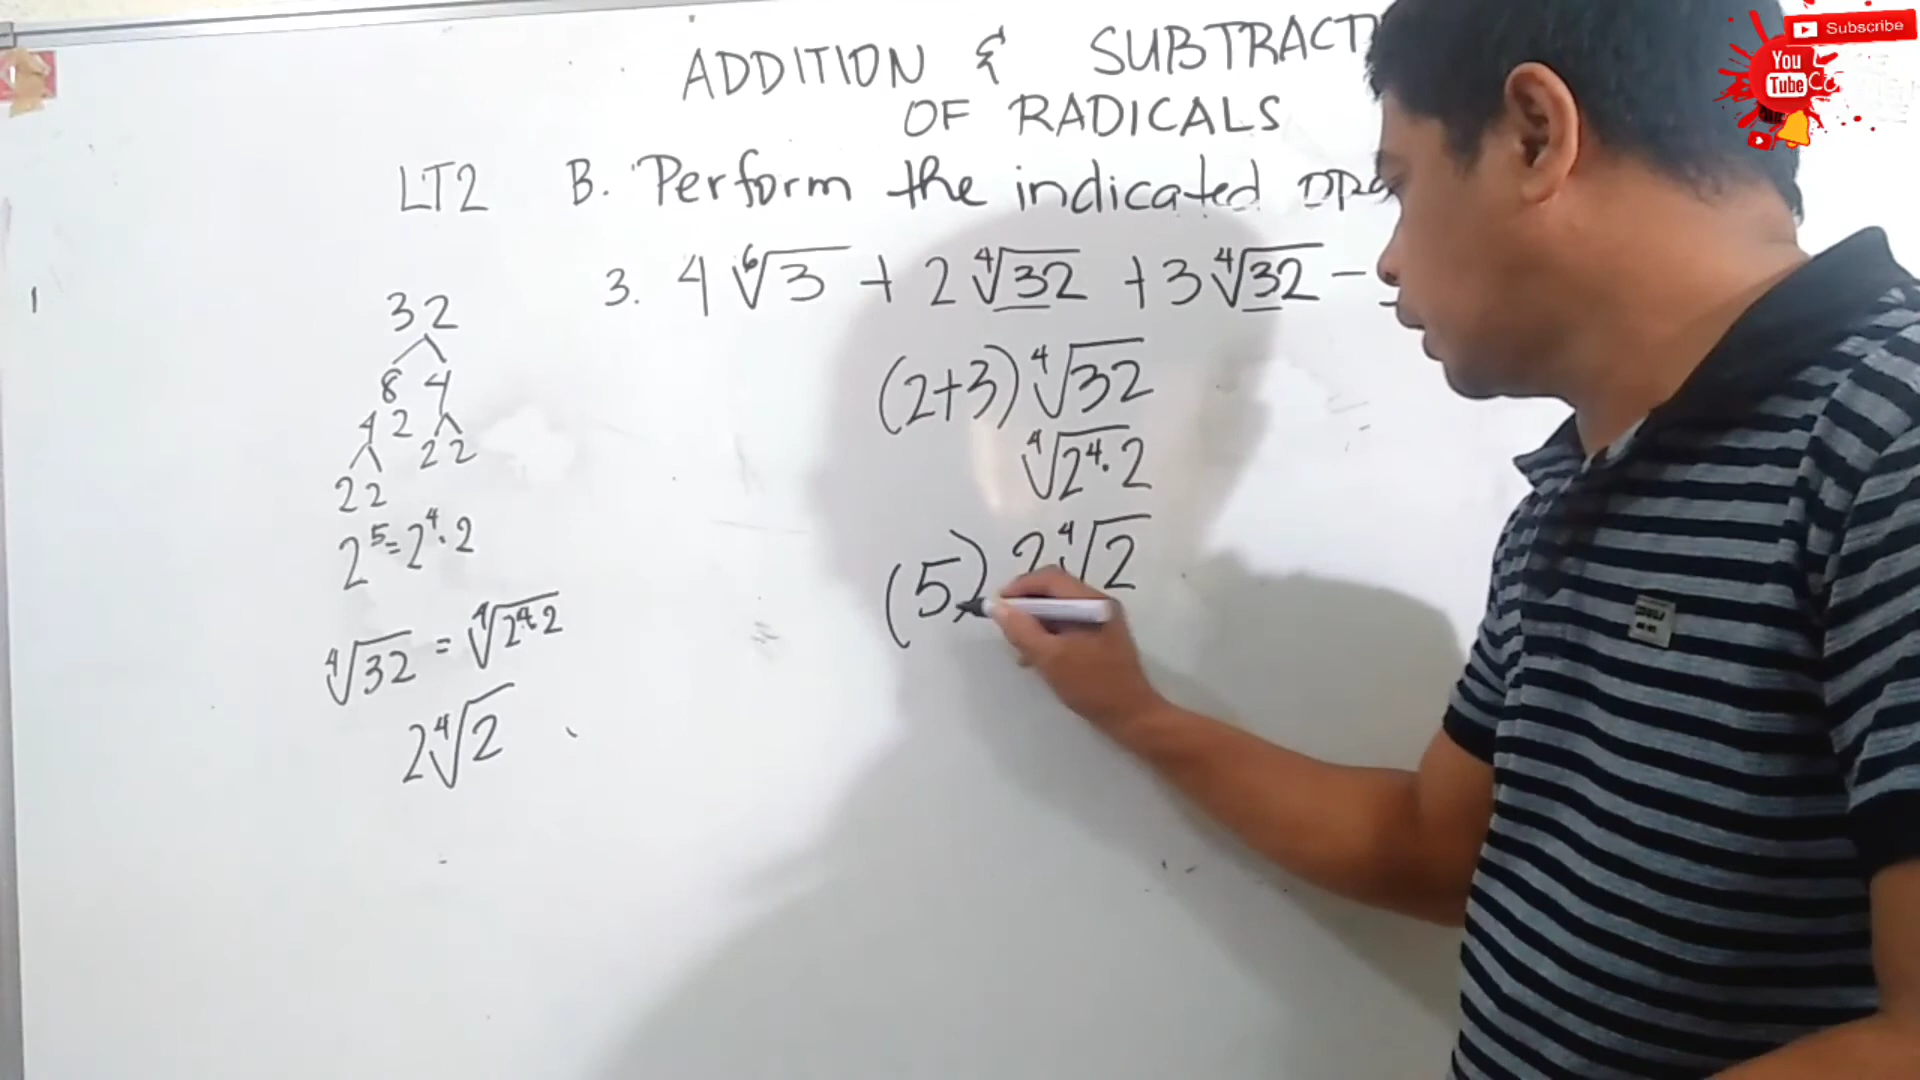 ADDITION & SUBTRACT
OF RADICALS
LT2 B. Perform the indicated
3. 4 ⁶√3 + 2 ⁴√32 + 3 ⁴√32 -
32
8 4
4 2 2 2
2 2
2⁵ = 2⁴ · 2
⁴√32 = ⁴√2⁴·2
2 ⁴√2
(2+3) ⁴√32
⁴√2⁴·2
(5) 2 ⁴√2
Subscribe
You
Tube